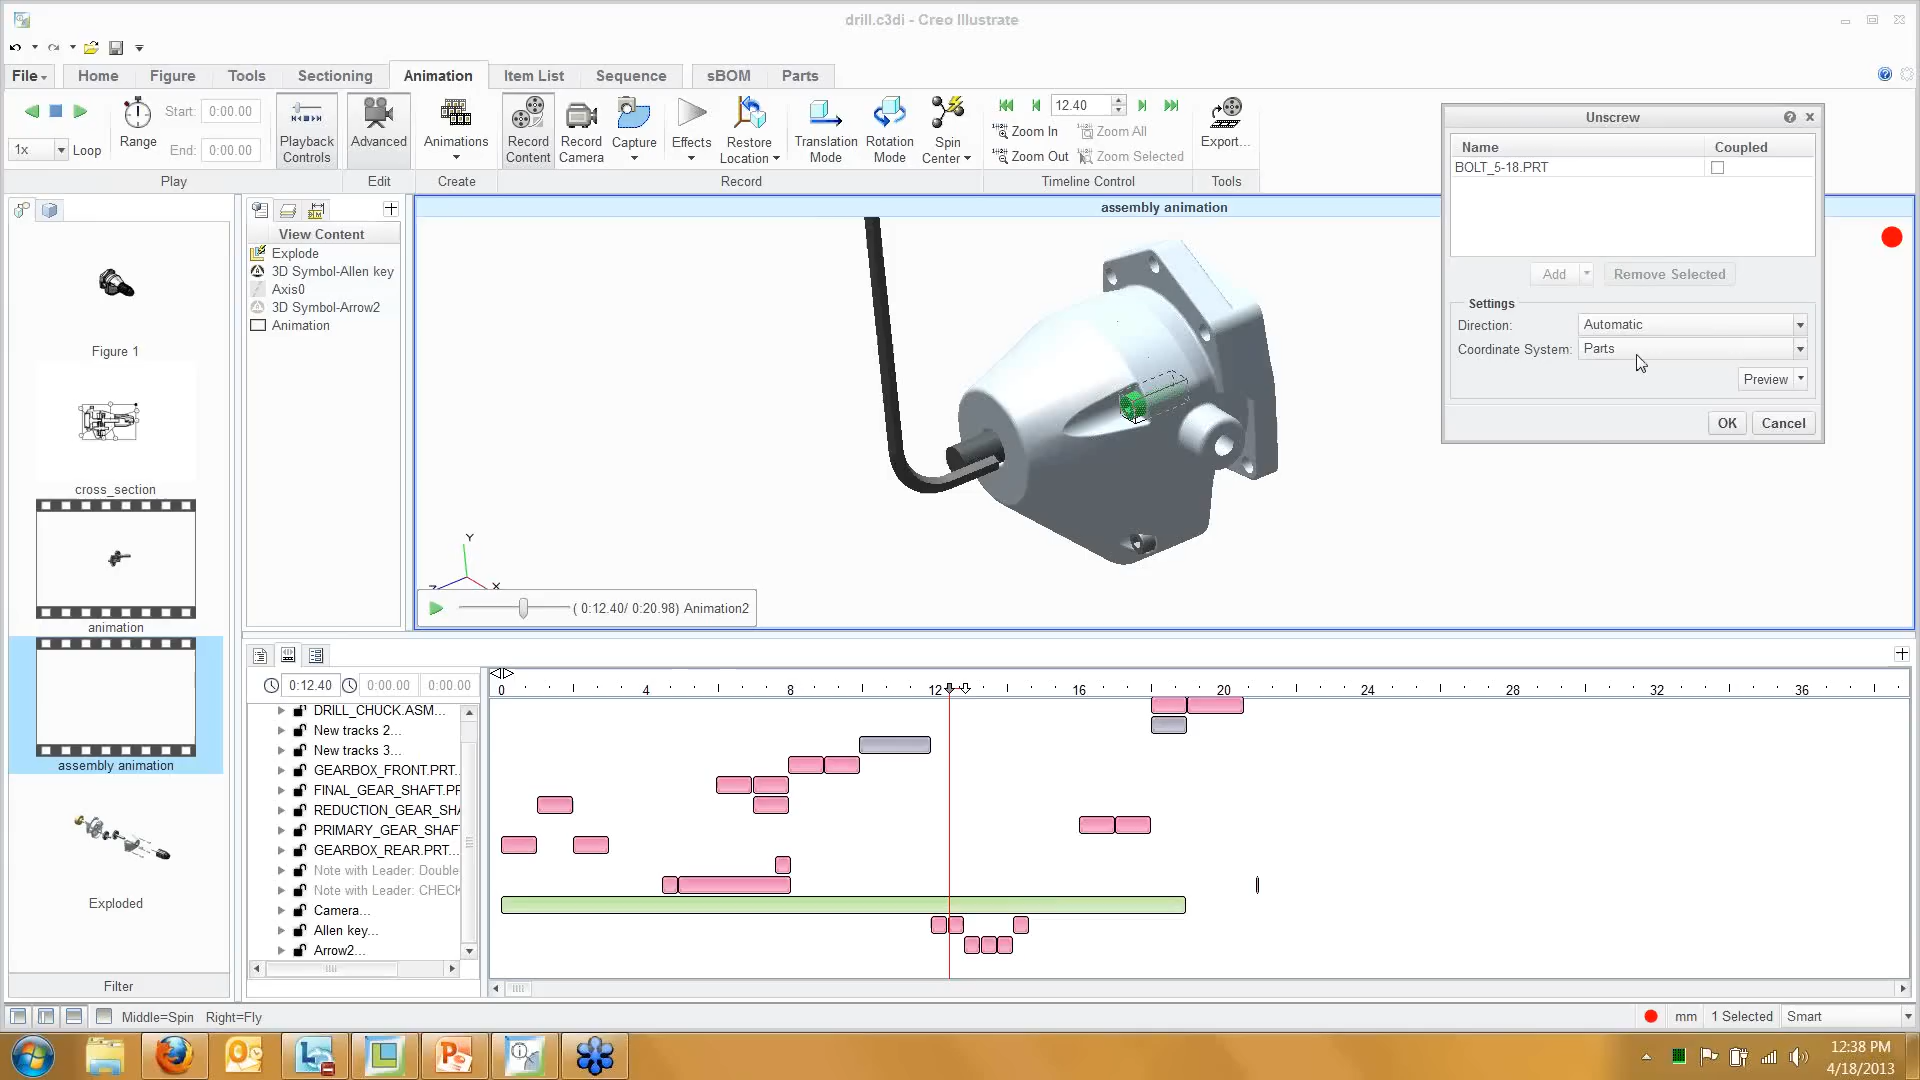 drill.c3di - Creo Illustrate
File
Home
Figure
Tools
Sectioning
Animation
Item List
Sequence
sBOM
Parts
1x
Loop
Range
Start:
0:00.00
End:
0:00.00
Playback
Controls
Advanced
Animations
Record
Content
Record
Camera
Capture
Effects
Restore
Location
Translation
Mode
Rotation
Mode
Spin
Center
12.40
Zoom In
Zoom All
Zoom Out
Zoom Selected
Export...
Play
Edit
Create
Record
Timeline Control
Tools
Unscrew
Name
Coupled
BOLT_5-18.PRT
Add
Remove Selected
Settings
Direction:
Automatic
Coordinate System:
Parts
Preview
OK
Cancel
Figure 1
cross_section
animation
assembly animation
Exploded
Filter
View Content
Explode
3D Symbol-Allen key
Axis0
3D Symbol-Arrow2
Animation
assembly animation
Y
Z
X
( 0:12.40/ 0:20.98) Animation2
0:12.40
0:00.00
0:00.00
0
4
8
12
16
20
24
28
32
36
DRILL_CHUCK.ASM...
New tracks 2...
New tracks 3...
GEARBOX_FRONT.PRT...
FINAL_GEAR_SHAFT.PR
REDUCTION_GEAR_SHA
PRIMARY_GEAR_SHAF
GEARBOX_REAR.PRT...
Note with Leader: Double
Note with Leader: CHECK
Camera...
Allen key...
Arrow2...
Middle=Spin Right=Fly
mm
1 Selected
Smart
12:38 PM
4/18/2013